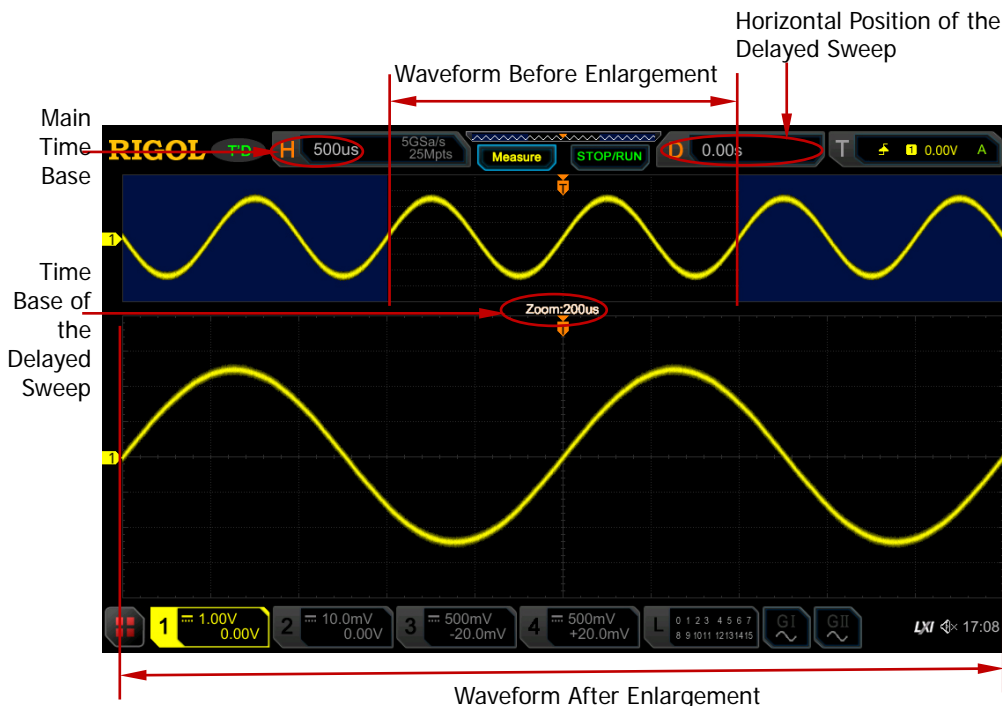 Horizontal Position of the
Delayed Sweep
Waveform Before Enlargement
Main
Time
Base
RIGOL T'D H 500us 5GSa/s
25Mpts
Measure STOP/RUN D 0.00s T 1 0.00V A
T
1
Time
Base of
the
Delayed
Sweep
Zoom:200us
T
1
1 1.00V
0.00V
2 10.0mV
0.00V
3 500mV
-20.0mV
4 500mV
+20.0mV
L 0 1 2 3 4 5 6 7
8 9 10 11 12 13 14 15
GI
GII
LXI 17:08
Waveform After Enlargement